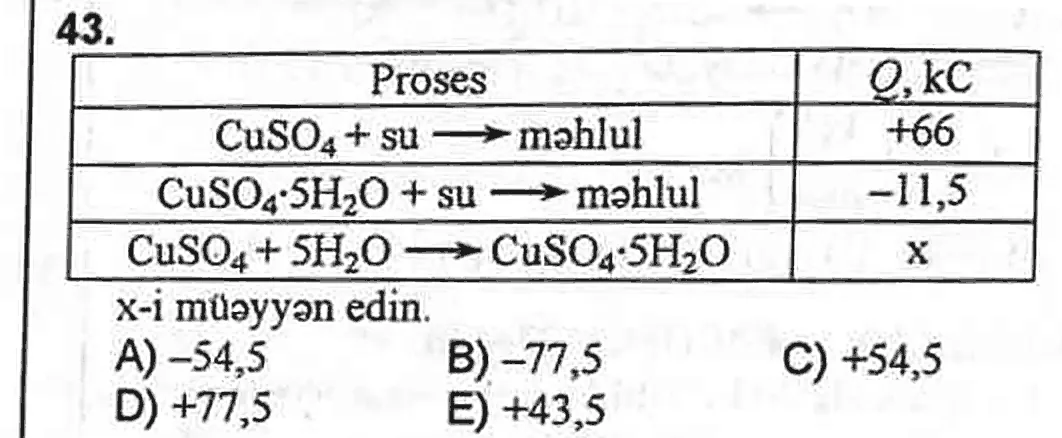 43.
Proses Q, kC
CuSO₄ + su ⟶ məhlul +66
CuSO₄·5H₂O + su ⟶ məhlul –11,5
CuSO₄ + 5H₂O ⟶ CuSO₄·5H₂O x
x-i müəyyən edin.
A) –54,5 B) –77,5 C) +54,5
D) +77,5 E) +43,5